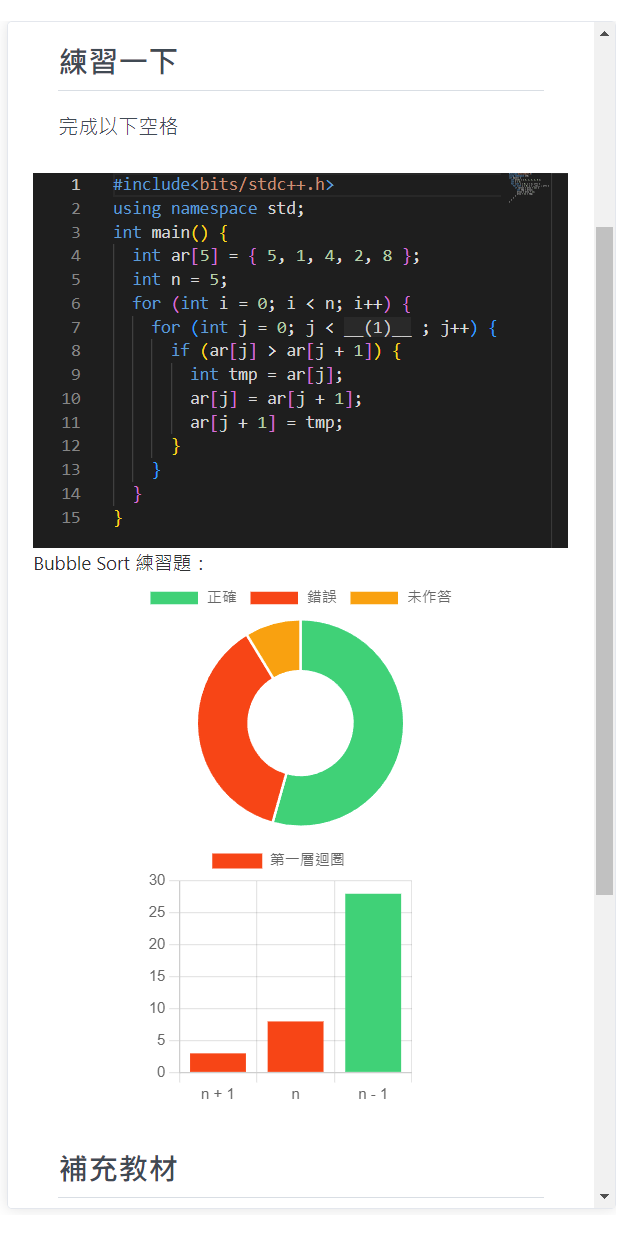 練習一下
完成以下空格
1 #include<bits/stdc++.h>
2 using namespace std;
3 int main() {
4 int ar[5] = { 5, 1, 4, 2, 8 };
5 int n = 5;
6 for (int i = 0; i < n; i++) {
7 for (int j = 0; j < __(1)__ ; j++) {
8 if (ar[j] > ar[j + 1]) {
9 int tmp = ar[j];
10 ar[j] = ar[j + 1];
11 ar[j + 1] = tmp;
12 }
13 }
14 }
15 }
Bubble Sort 練習題：
正確 錯誤 未作答
第一層迴圈
30
25
20
15
10
5
0
n + 1 n n - 1
補充教材